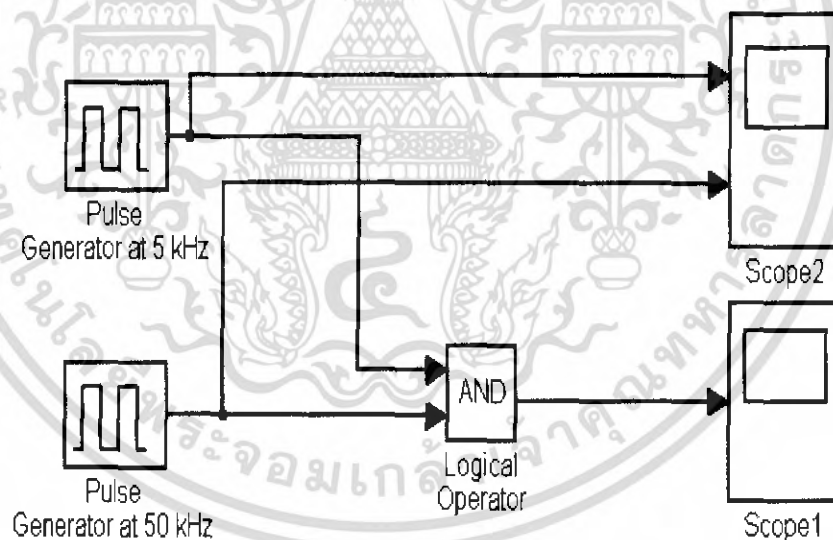 Pulse
Generator at 5 kHz
Scope2
AND
Logical
Operator
Pulse
Generator at 50 kHz
Scope1